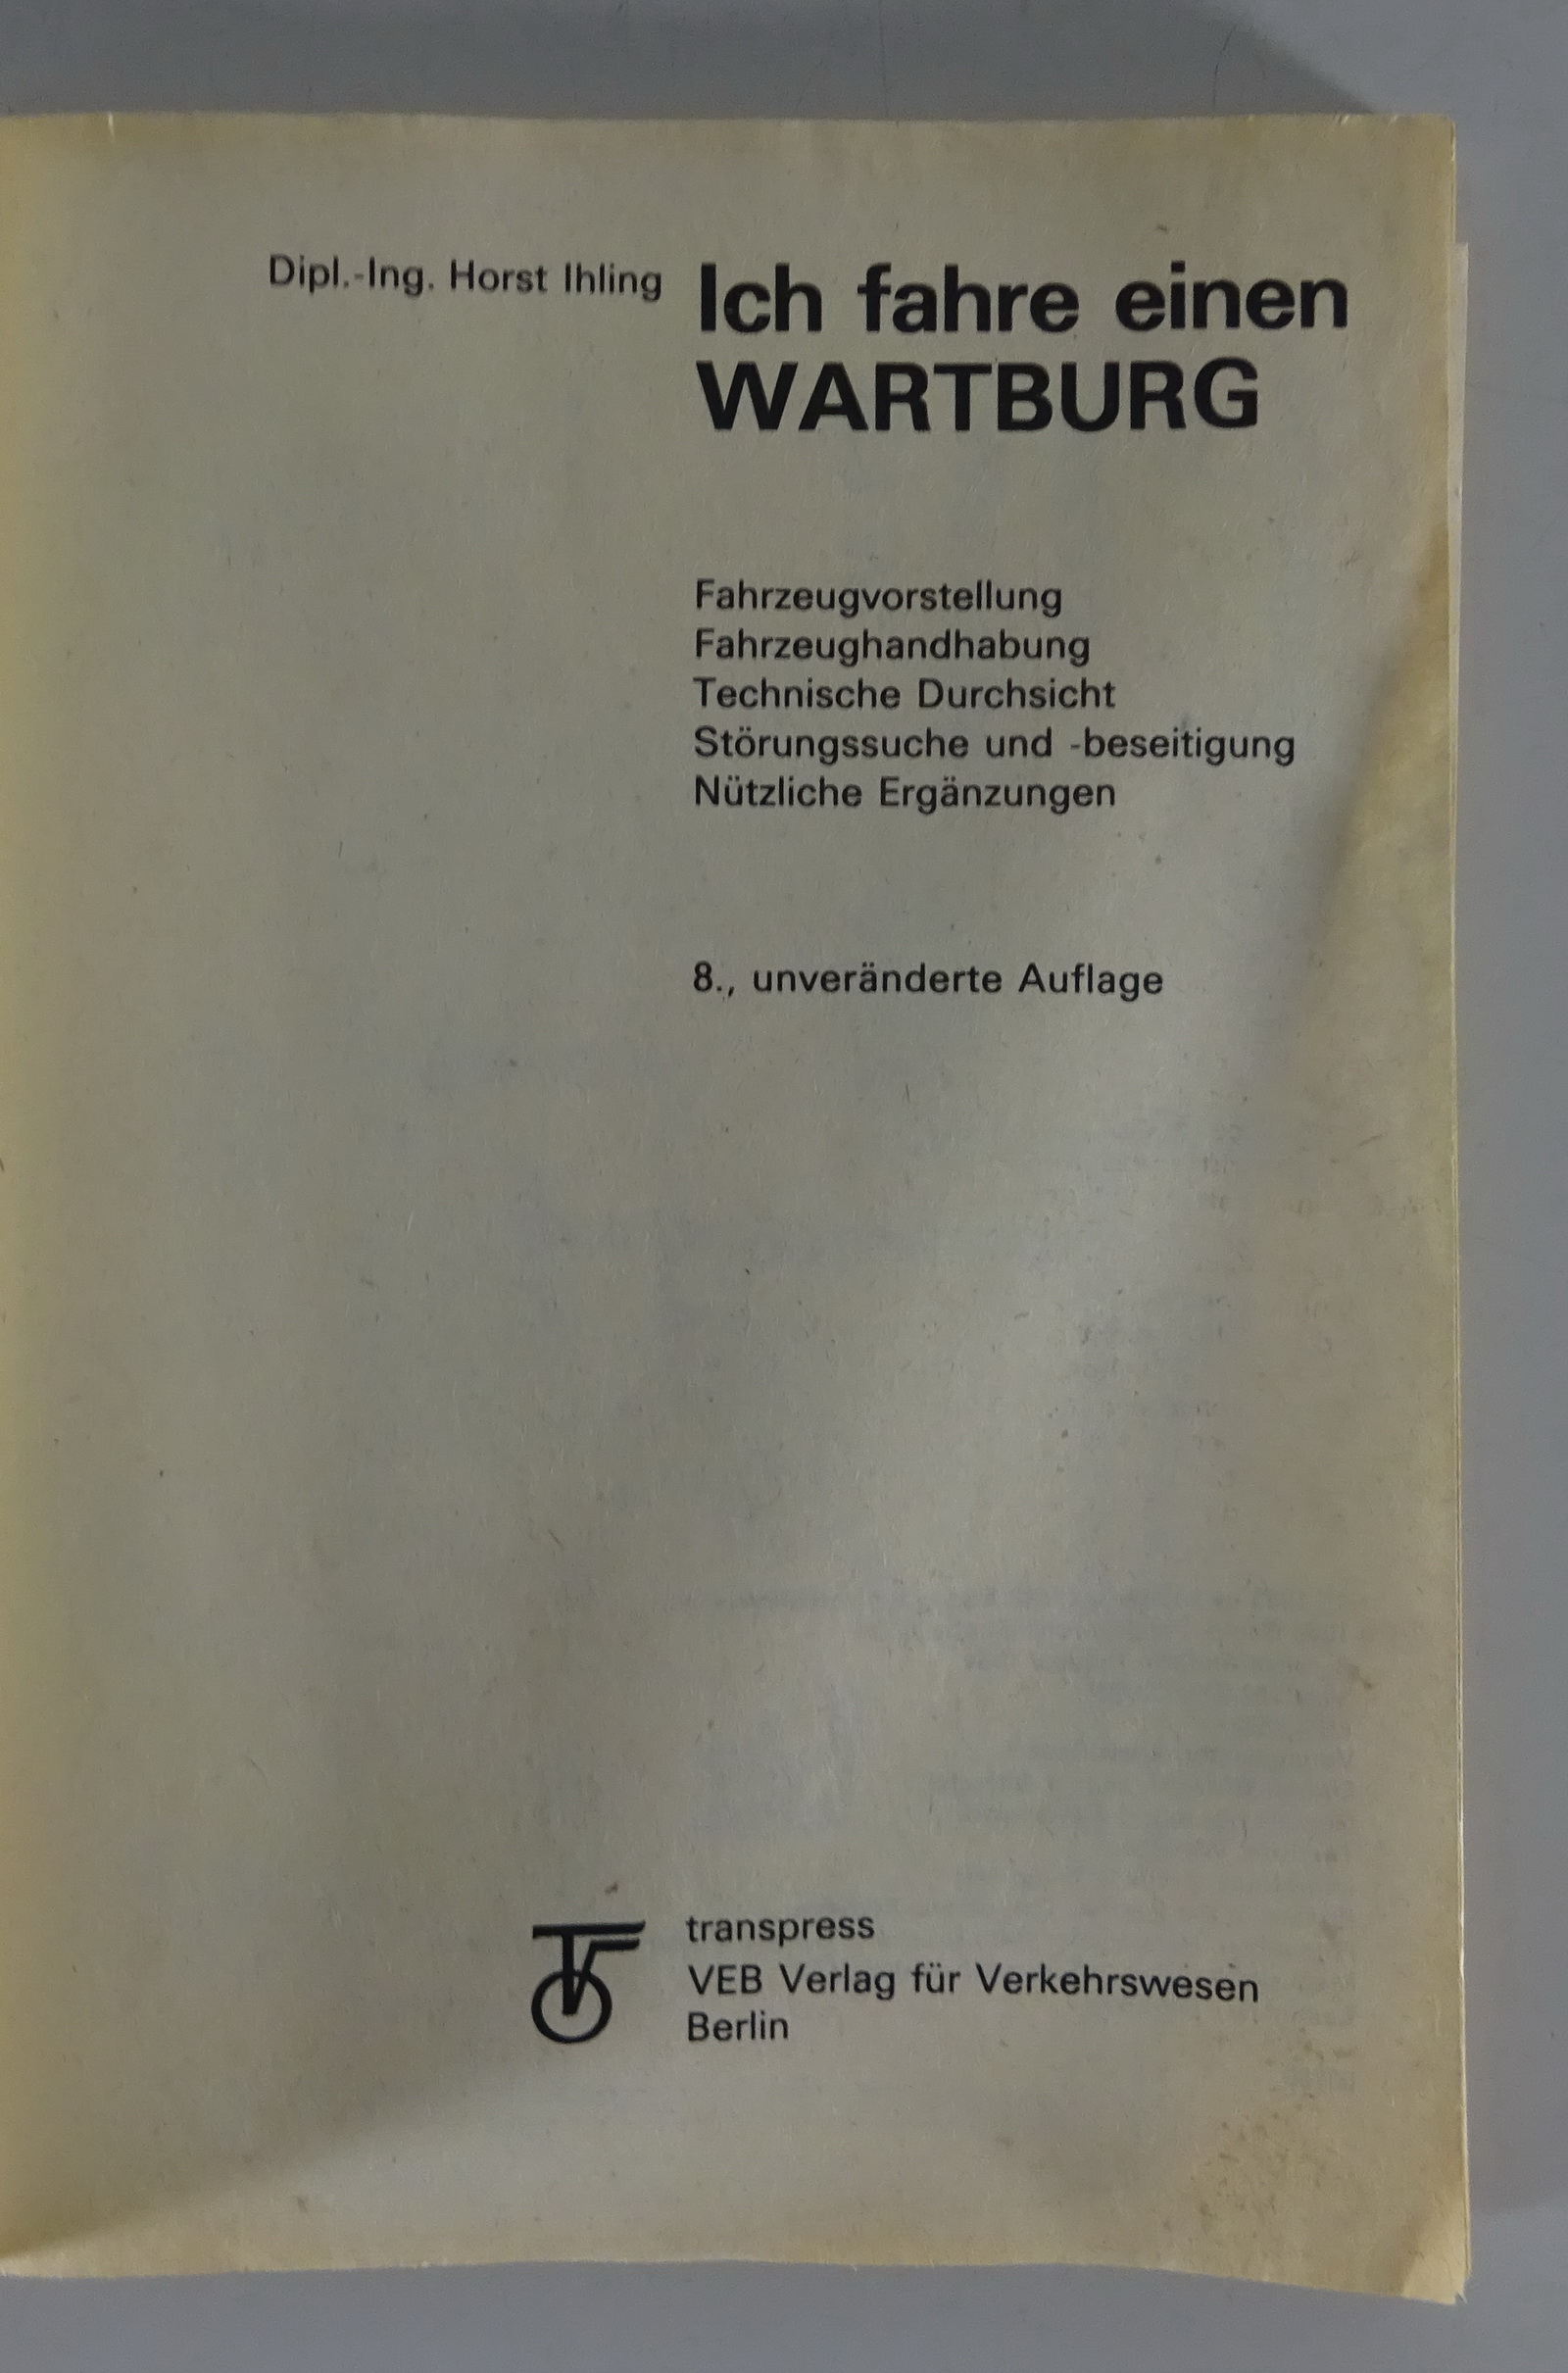 Dipl.-Ing. Horst Ihling
Ich fahre einen
WARTBURG
Fahrzeugvorstellung
Fahrzeughandhabung
Technische Durchsicht
Störungssuche und -beseitigung
Nützliche Ergänzungen
8., unveränderte Auflage
transpress
VEB Verlag für Verkehrswesen
Berlin